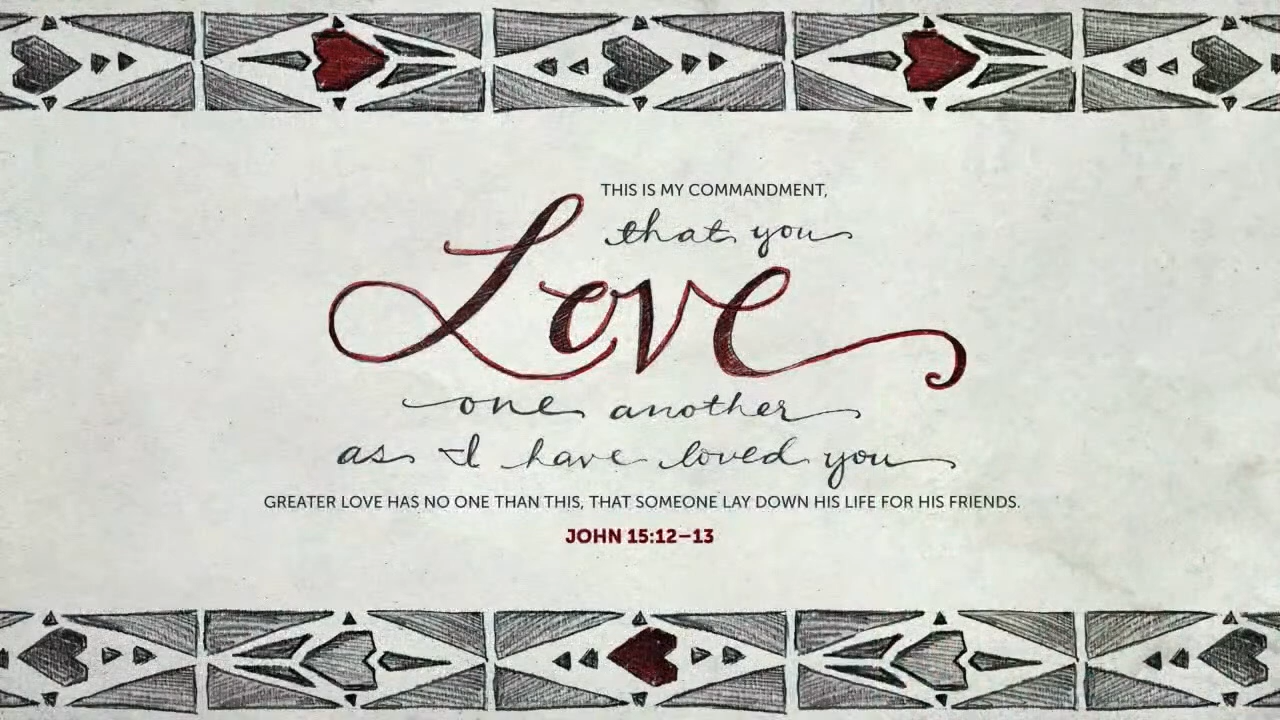 THIS IS MY COMMANDMENT,
that you
Love
one another
as I have loved you
GREATER LOVE HAS NO ONE THAN THIS, THAT SOMEONE LAY DOWN HIS LIFE FOR HIS FRIENDS.
JOHN 15:12–13